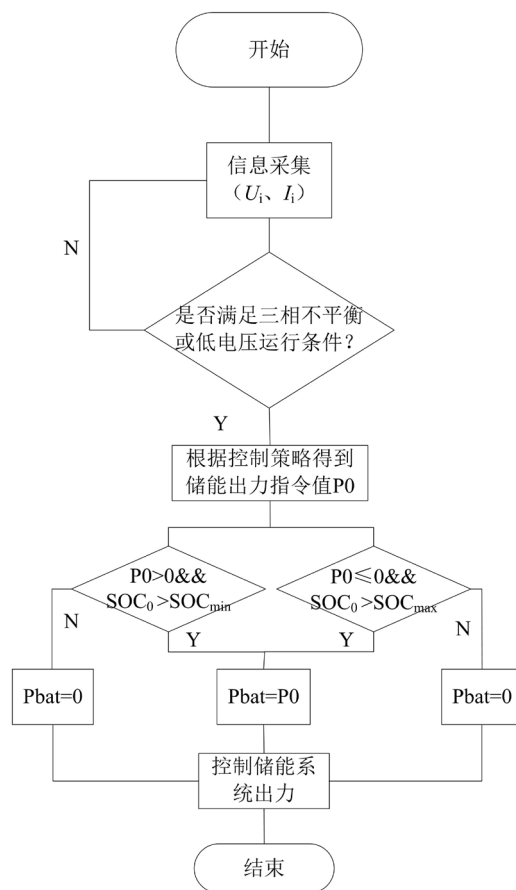 开始
信息采集
（Ui、Ii）
N
是否满足三相不平衡
或低电压运行条件？
Y
根据控制策略得到
储能出力指令值P0
P0>0&&
SOC0>SOCmin
P0≤0&&
SOC0>SOCmax
N
Y
Y
N
Pbat=0
Pbat=P0
Pbat=0
控制储能系
统出力
结束